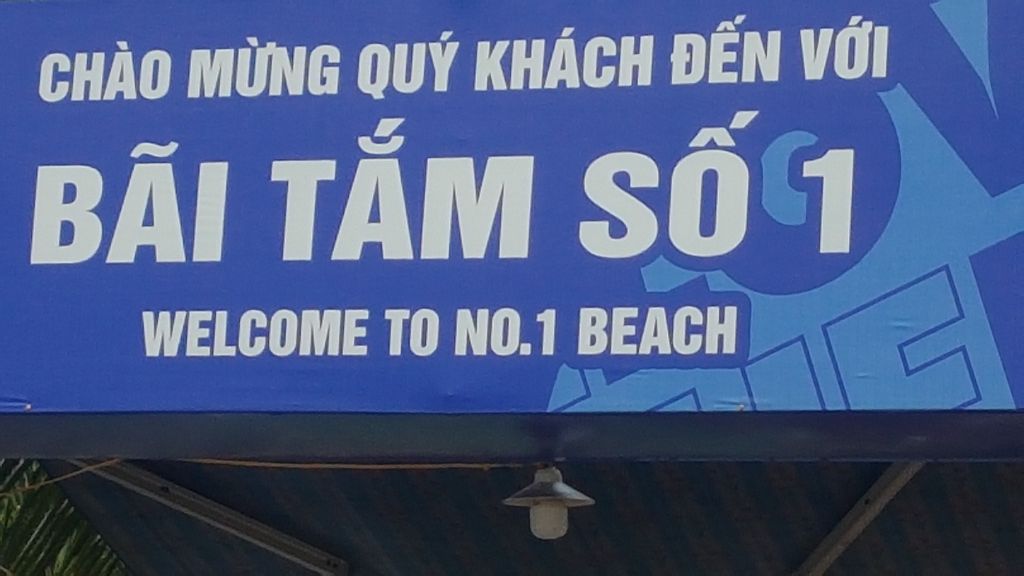 CHÀO MỪNG QUÝ KHÁCH ĐẾN VỚI
BÃI TẮM SỐ 1
WELCOME TO NO.1 BEACH